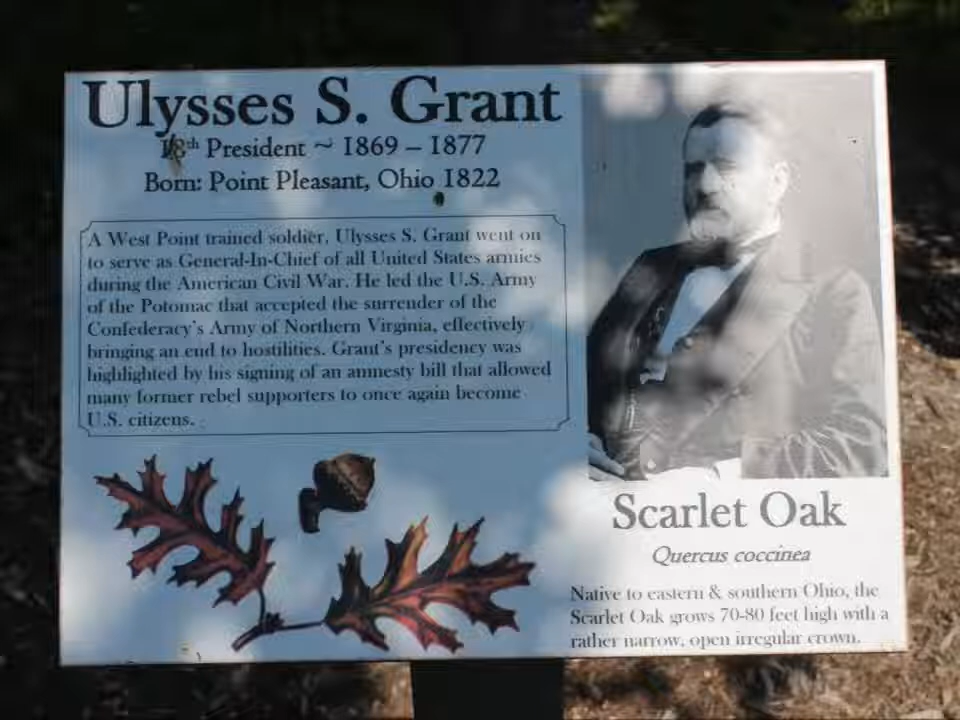 Ulysses S. Grant
18th President ~ 1869 – 1877
Born: Point Pleasant, Ohio 1822
A West Point trained soldier, Ulysses S. Grant went on
to serve as General-In-Chief of all United States armies
during the American Civil War. He led the U.S. Army
of the Potomac that accepted the surrender of the
Confederacy's Army of Northern Virginia, effectively
bringing an end to hostilities. Grant's presidency was
highlighted by his signing of an amnesty bill that allowed
many former rebel supporters to once again become
U.S. citizens.
Scarlet Oak
Quercus coccinea
Native to eastern & southern Ohio, the
Scarlet Oak grows 70-80 feet high with a
rather narrow, open irregular crown.